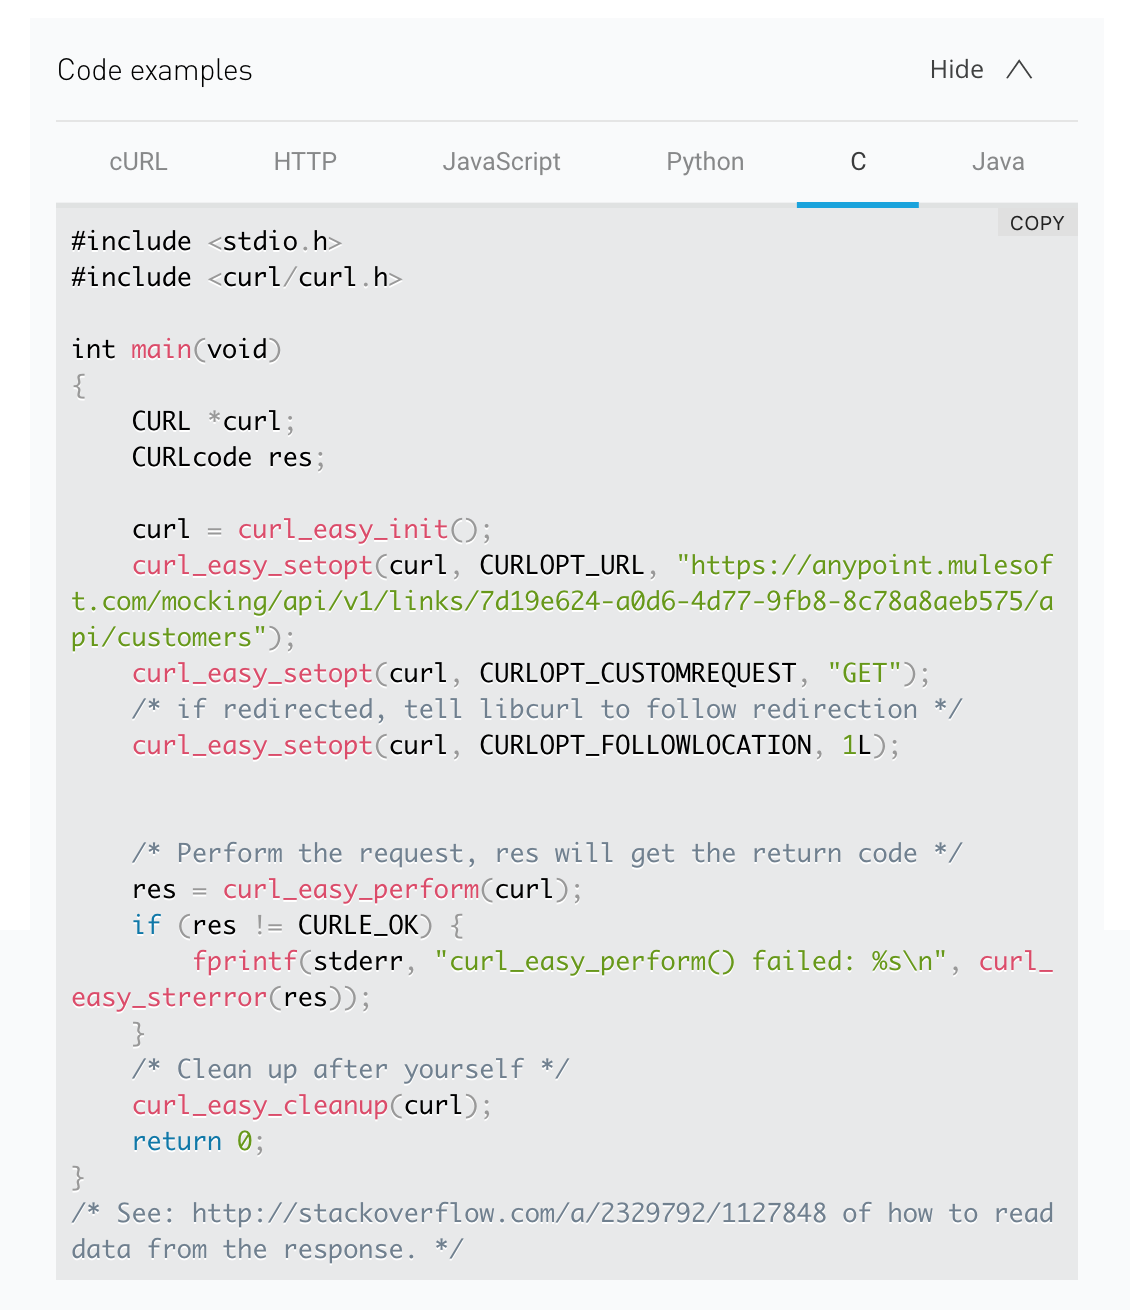 Code examples
Hide
cURL HTTP JavaScript Python C Java
COPY
#include <stdio.h>
#include <curl/curl.h>

int main(void)
{
    CURL *curl;
    CURLcode res;

    curl = curl_easy_init();
    curl_easy_setopt(curl, CURLOPT_URL, "https://anypoint.mulesof
t.com/mocking/api/v1/links/7d19e624-a0d6-4d77-9fb8-8c78a8aeb575/a
pi/customers");
    curl_easy_setopt(curl, CURLOPT_CUSTOMREQUEST, "GET");
    /* if redirected, tell libcurl to follow redirection */
    curl_easy_setopt(curl, CURLOPT_FOLLOWLOCATION, 1L);


    /* Perform the request, res will get the return code */
    res = curl_easy_perform(curl);
    if (res != CURLE_OK) {
        fprintf(stderr, "curl_easy_perform() failed: %s\n", curl_
easy_strerror(res));
    }
    /* Clean up after yourself */
    curl_easy_cleanup(curl);
    return 0;
}
/* See: http://stackoverflow.com/a/2329792/1127848 of how to read
data from the response. */